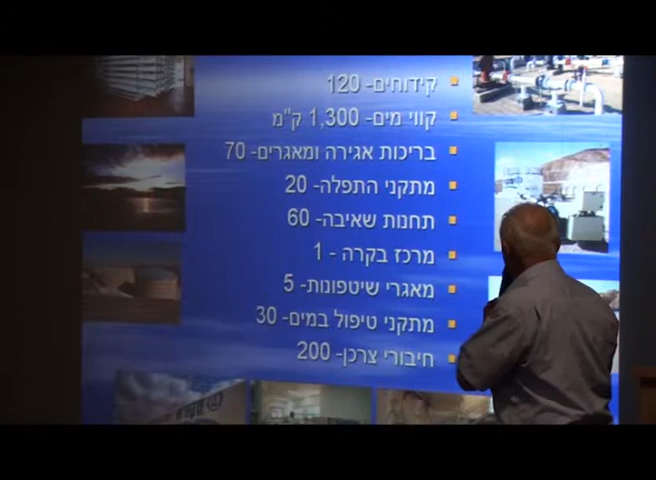 קידוחים- 120
קווי מים- 1,300 ק"מ
בריכות אגירה ומאגרים- 70
מתקני התפלה- 20
תחנות שאיבה- 60
מרכז בקרה - 1
מאגרי שיטפונות- 5
מתקני טיפול במים- 30
חיבורי צרכן- 200